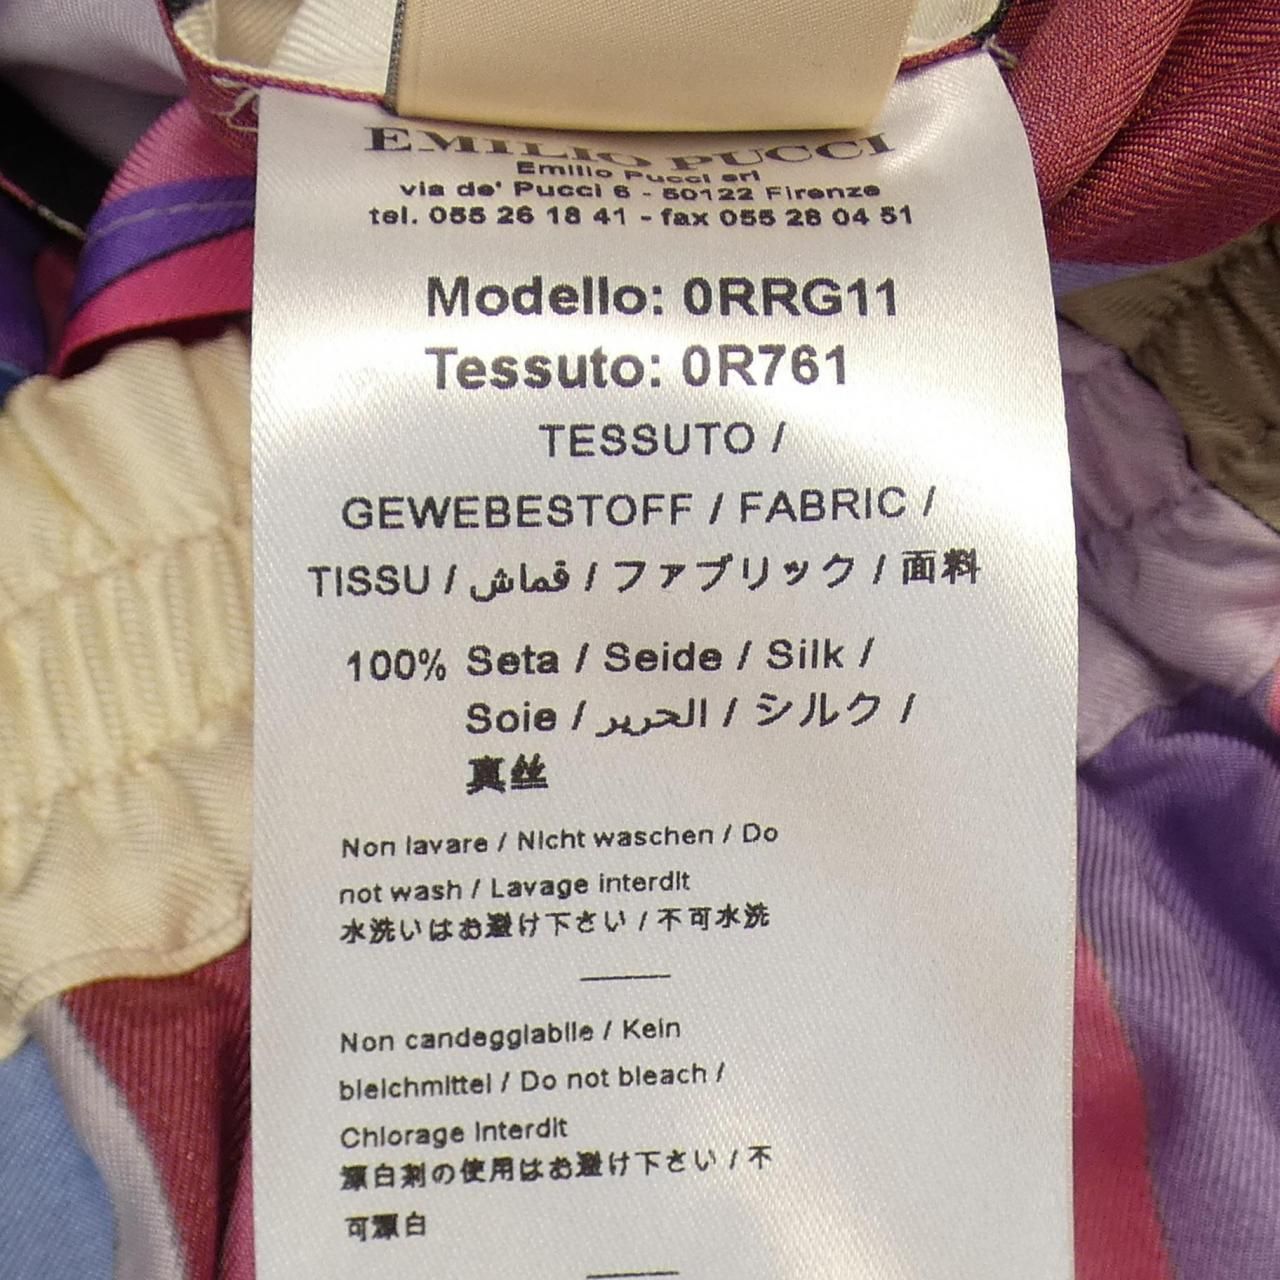 EMILIO PUCCI
Emilio Pucci srl
via de' Pucci 6 - 50122 Firenze
tel. 055 26 18 41 - fax 055 28 04 51
Modello: 0RRG11
Tessuto: 0R761
TESSUTO /
GEWEBESTOFF / FABRIC /
TISSU / قماش / ファブリック / 面料
100% Seta / Seide / Silk /
Soie / الحرير / シルク /
真丝
Non lavare / Nicht waschen / Do
not wash / Lavage interdit
水洗いはお避け下さい / 不可水洗
Non candeggiabile / Kein
bleichmittel / Do not bleach /
Chlorage interdit
漂白剤の使用はお避け下さい / 不
可漂白